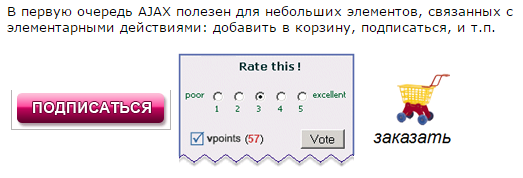 В первую очередь AJAX полезен для небольших элементов, связанных с
элементарными действиями: добавить в корзину, подписаться, и т.п.
ПОДПИСАТЬСЯ
Rate this!
poor 1 2 3 4 5 excellent
vpoints (57) Vote
заказать